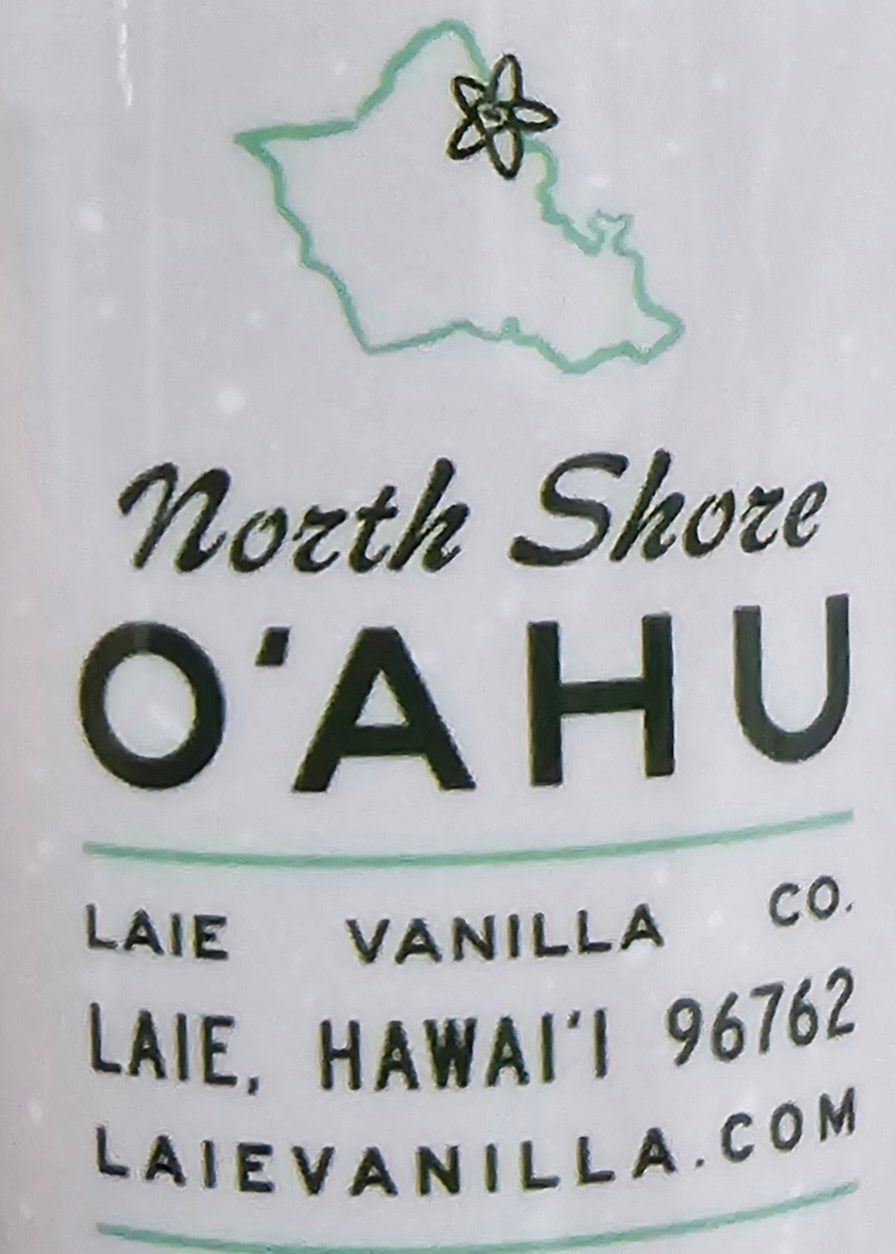 North Shore
O'AHU
LAIE VANILLA CO.
LAIE, HAWAI'I 96762
LAIEVANILLA.COM